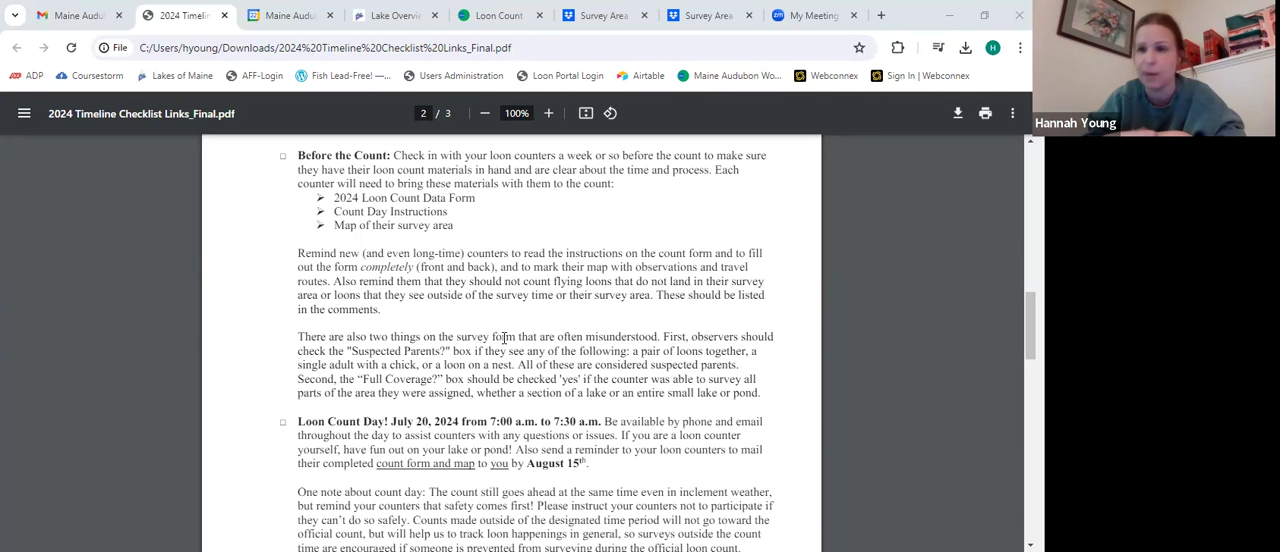 Maine Audu
2024 Timelin
Maine Audu
Lake Overvie
Loon Count
Survey Area
Survey Area
My Meeting
File
C:/Users/hyoung/Downloads/2024%20Timeline%20Checklist%20Links_Final.pdf
H
ADP
Coursestorm
Lakes of Maine
AFF-Login
Fish Lead-Free! —...
Users Administration
Loon Portal Login
Airtable
Maine Audubon Wo...
Webconnex
Sign In | Webconnex
2024 Timeline Checklist Links_Final.pdf
2 / 3
100%
Hannah Young
Before the Count: Check in with your loon counters a week or so before the count to make sure
they have their loon count materials in hand and are clear about the time and process. Each
counter will need to bring these materials with them to the count:
2024 Loon Count Data Form
Count Day Instructions
Map of their survey area
Remind new (and even long-time) counters to read the instructions on the count form and to fill
out the form completely (front and back), and to mark their map with observations and travel
routes. Also remind them that they should not count flying loons that do not land in their survey
area or loons that they see outside of the survey time or their survey area. These should be listed
in the comments.
There are also two things on the survey form that are often misunderstood. First, observers should
check the "Suspected Parents?" box if they see any of the following: a pair of loons together, a
single adult with a chick, or a loon on a nest. All of these are considered suspected parents.
Second, the “Full Coverage?” box should be checked 'yes' if the counter was able to survey all
parts of the area they were assigned, whether a section of a lake or an entire small lake or pond.
Loon Count Day! July 20, 2024 from 7:00 a.m. to 7:30 a.m. Be available by phone and email
throughout the day to assist counters with any questions or issues. If you are a loon counter
yourself, have fun out on your lake or pond! Also send a reminder to your loon counters to mail
their completed count form and map to you by August 15th.
One note about count day: The count still goes ahead at the same time even in inclement weather,
but remind your counters that safety comes first! Please instruct your counters not to participate if
they can’t do so safely. Counts made outside of the designated time period will not go toward the
official count, but will help us to track loon happenings in general, so surveys outside the count
time are encouraged if someone is prevented from surveying during the official loon count.